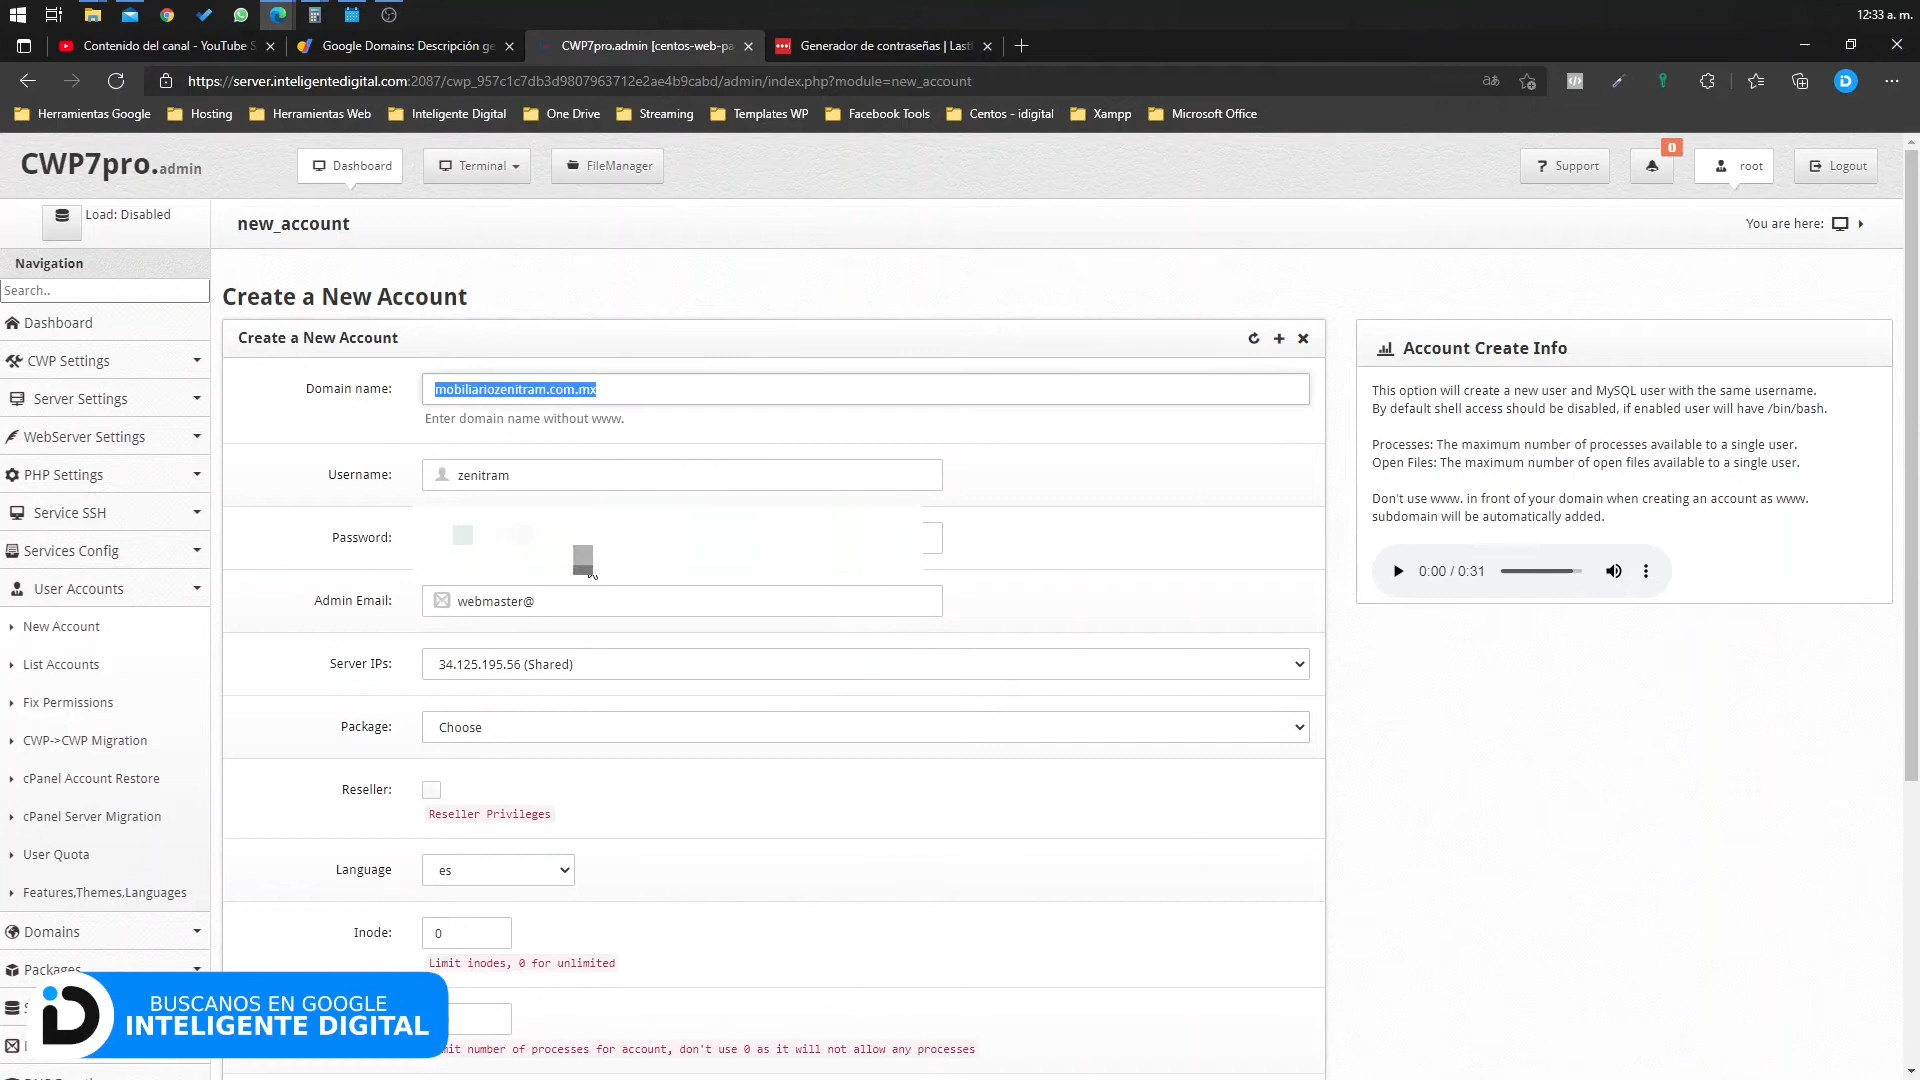 12:33 a. m.
Contenido del canal - YouTube S
Google Domains: Descripción ge
CWP7pro.admin [centos-web-pa
Generador de contraseñas | Last
https://server.inteligentedigital.com:2087/cwp_957c1c7db3d9807963712e2ae4b9cabd/admin/index.php?module=new_account
Herramientas Google
Hosting
Herramientas Web
Inteligente Digital
One Drive
Streaming
Templates WP
Facebook Tools
Centos - idigital
Xampp
Microsoft Office
CWP7pro.admin
Dashboard
Terminal
FileManager
Support
0
root
Logout
Load: Disabled
new_account
You are here:
Navigation
Search..
Dashboard
CWP Settings
Server Settings
WebServer Settings
PHP Settings
Service SSH
Services Config
User Accounts
New Account
List Accounts
Fix Permissions
CWP->CWP Migration
cPanel Account Restore
cPanel Server Migration
User Quota
Features,Themes,Languages
Domains
Packages
Create a New Account
Create a New Account
Domain name:
mobiliariozenitram.com.mx
Enter domain name without www.
Username:
zenitram
Password:
Admin Email:
webmaster@
Server IPs:
34.125.195.56 (Shared)
Package:
Choose
Reseller:
Reseller Privileges
Language
es
Inode:
0
Limit inodes, 0 for unlimited
mit number of processes for account, don't use 0 as it will not allow any processes
Account Create Info
This option will create a new user and MySQL user with the same username.
By default shell access should be disabled, if enabled user will have /bin/bash.
Processes: The maximum number of processes available to a single user.
Open Files: The maximum number of open files available to a single user.
Don't use www. in front of your domain when creating an account as www.
subdomain will be automatically added.
0:00 / 0:31
iD
BUSCANOS EN GOOGLE
INTELIGENTE DIGITAL